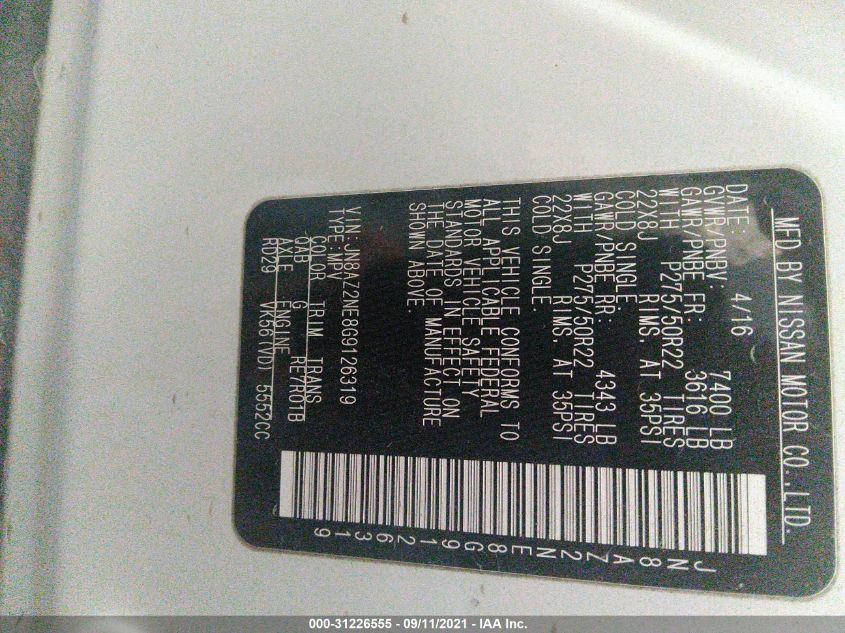 MFD BY NISSAN MOTOR CO.,LTD.
DATE: 4/16
GVWR/PNBV: 7400 LB
GAWR/PNBE FR: 3616 LB
WITH P275/50R22 TIRES
22X8J RIMS, AT 35PSI
COLD SINGLE.
GAWR/PNBE RR: 4343 LB
WITH P275/50R22 TIRES
22X8J RIMS, AT 35PSI
COLD SINGLE.
THIS VEHICLE CONFORMS TO
ALL APPLICABLE FEDERAL
MOTOR VEHICLE SAFETY
STANDARDS IN EFFECT ON
THE DATE OF MANUFACTURE
SHOWN ABOVE.
VIN:JN8AZ2NE8G9126319
TYPE:MPV
COLOR TRIM TRANS
QAB G RE7R01B
AXLE ENGINE
RD29 VK56(VD) 5552CC
JN8AZ2NE8G9126319
000-31226555 - 09/11/2021 - IAA Inc.